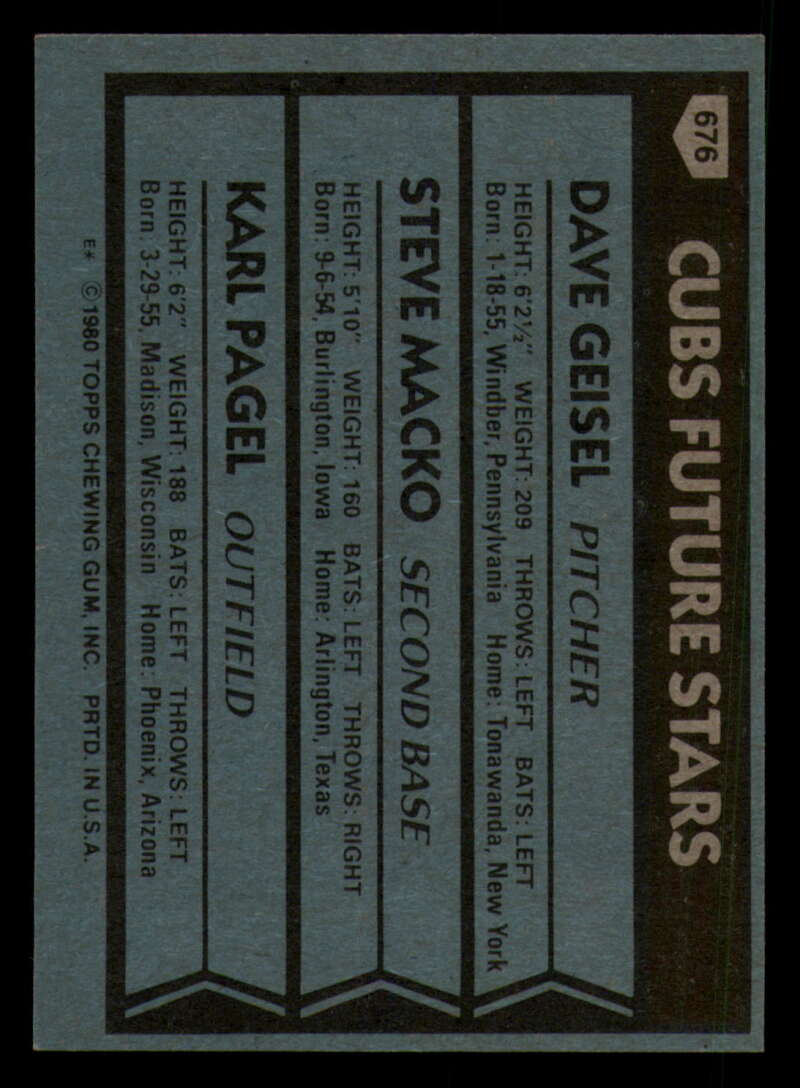 676
CUBS FUTURE STARS
DAVE GEISEL PITCHER
HEIGHT: 6'2½" WEIGHT: 209 THROWS: LEFT BATS: LEFT
Born: 1-18-55, Windber, Pennsylvania Home: Tonawanda, New York
STEVE MACKO SECOND BASE
HEIGHT: 5'10" WEIGHT: 160 BATS: LEFT THROWS: RIGHT
Born: 9-6-54, Burlington, Iowa Home: Arlington, Texas
KARL PAGEL OUTFIELD
HEIGHT: 6'2" WEIGHT: 188 BATS: LEFT THROWS: LEFT
Born: 3-29-55, Madison, Wisconsin Home: Phoenix, Arizona
E* © 1980 TOPPS CHEWING GUM, INC. PRTD. IN U.S.A.